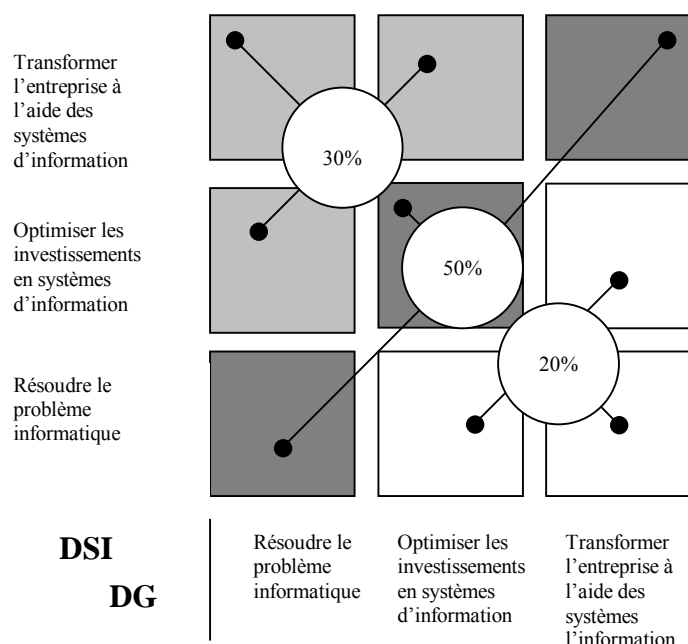 Transformer
l’entreprise à
l’aide des
systèmes
d’information
30%
Optimiser les
investissements
en systèmes
d’information
50%
Résoudre le
problème
informatique
20%
DSI
DG
Résoudre le
problème
informatique
Optimiser les
investissements
en systèmes
d’information
Transformer
l’entreprise à
l’aide des
systèmes
l’information